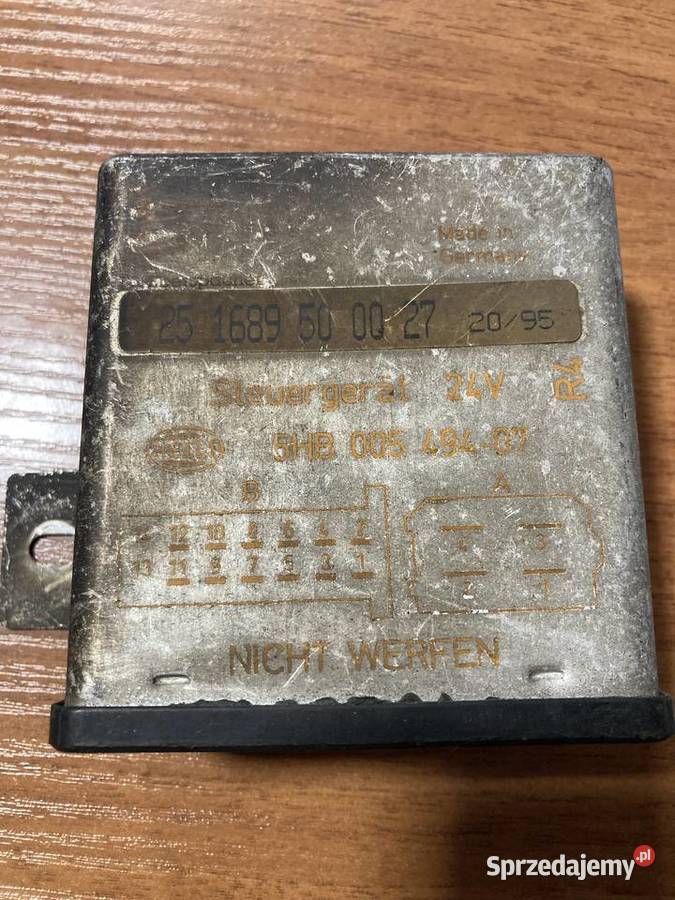 Made in
Germany
25 1689 50 00 27 20/95
Steuergerät 24V R4
HELLA 5HB 005 494-07
B A
12 10 8 6 4 2
13 11 9 7 5 3 1
4 3
2 1
NICHT WERFEN
Sprzedajemy.pl